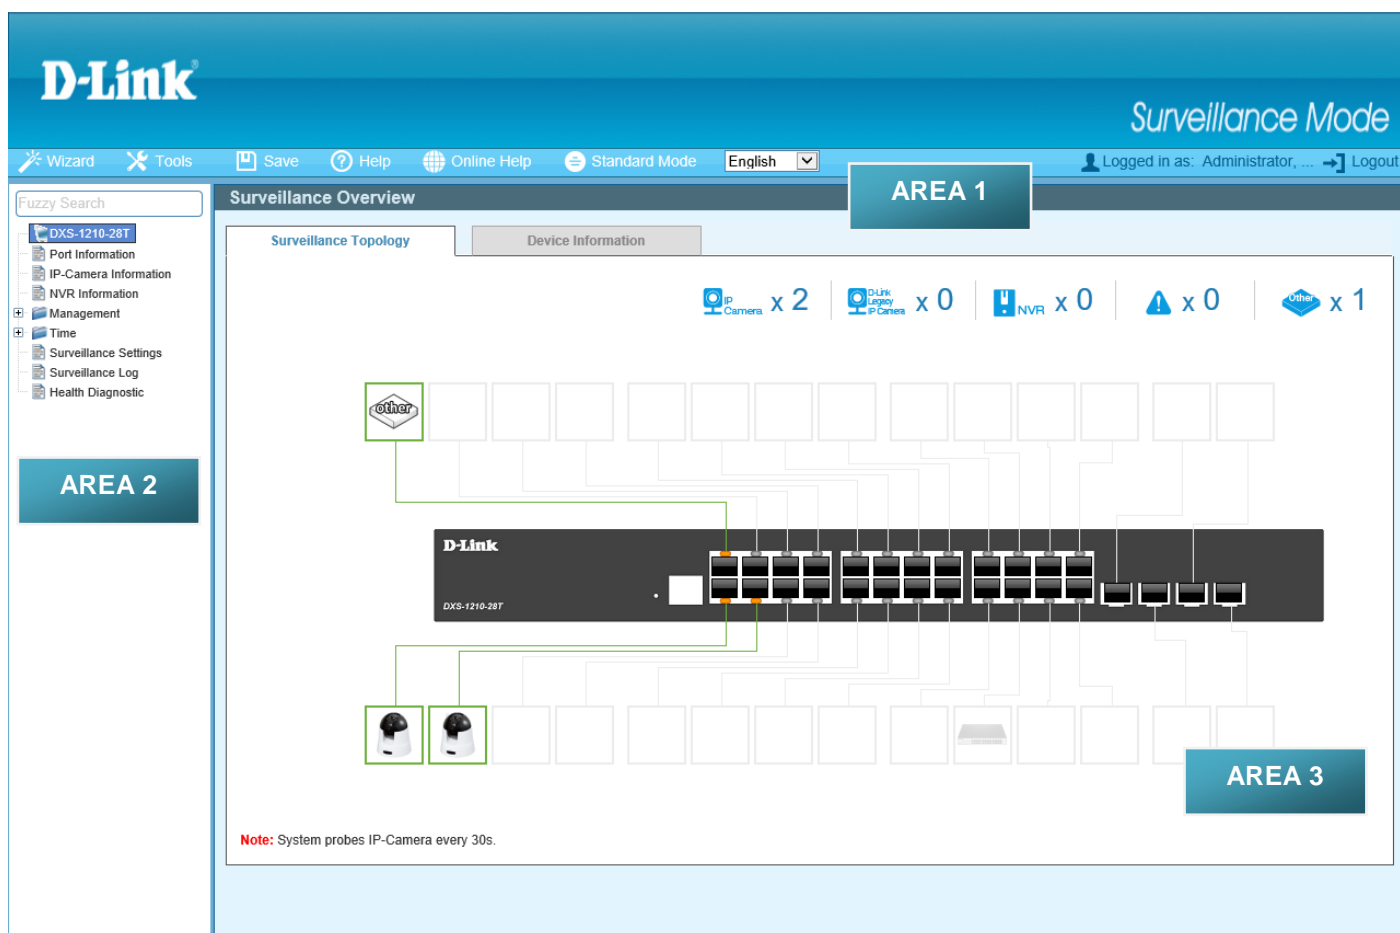 D-Link®
Surveillance Mode
Wizard Tools Save Help Online Help Standard Mode English Logged in as: Administrator, ... Logout
AREA 1
Fuzzy Search
DXS-1210-28T
Port Information
IP-Camera Information
NVR Information
Management
Time
Surveillance Settings
Surveillance Log
Health Diagnostic
AREA 2
Surveillance Overview
Surveillance Topology Device Information
IP Camera x 2
D-Link Legacy IP Camera x 0
NVR x 0
x 0
Other x 1
other
D-Link
DXS-1210-28T
AREA 3
Note: System probes IP-Camera every 30s.